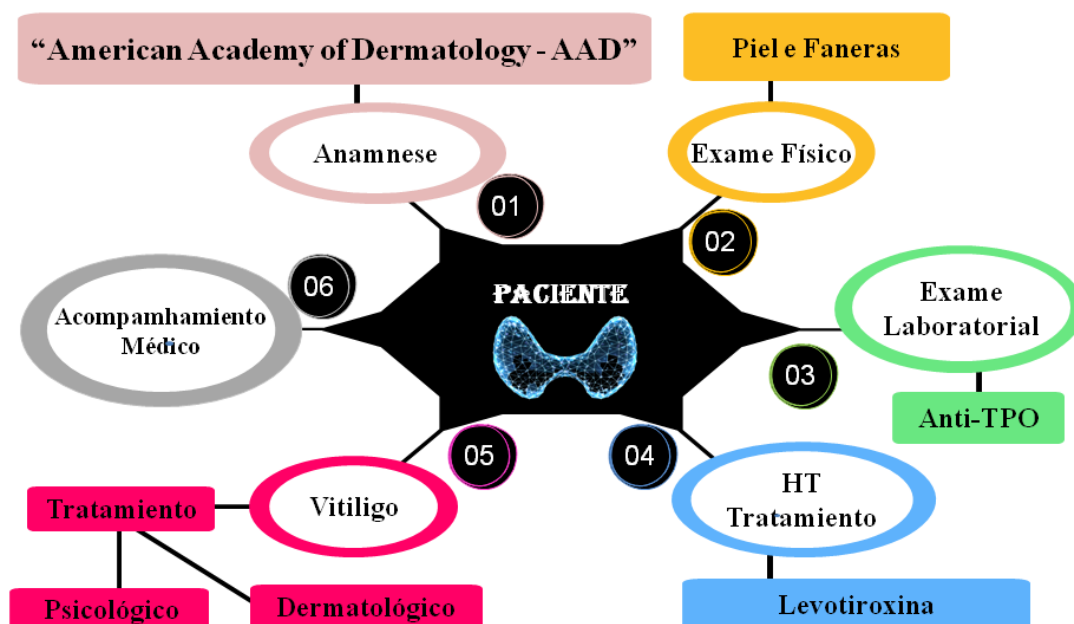 “American Academy of Dermatology - AAD”
Piel e Faneras
Anamnese
Exame Físico
01
02
06
Acompamhamiento
Médico
PACIENTE
Exame
Laboratorial
03
Anti-TPO
05
04
Tratamiento
Vitiligo
HT
Tratamiento
Psicológico
Dermatológico
Levotiroxina